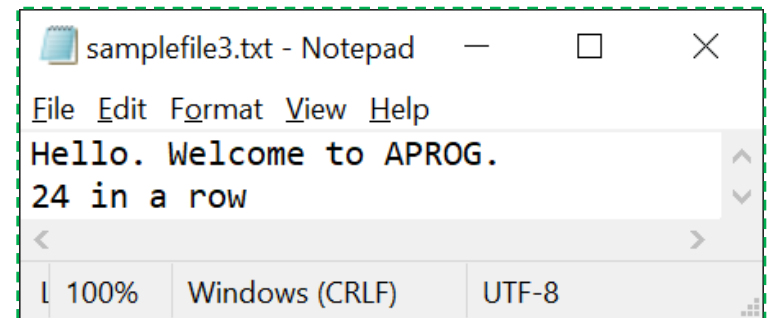 samplefile3.txt - Notepad
File Edit Format View Help
Hello. Welcome to APROG.
24 in a row
100% Windows (CRLF) UTF-8